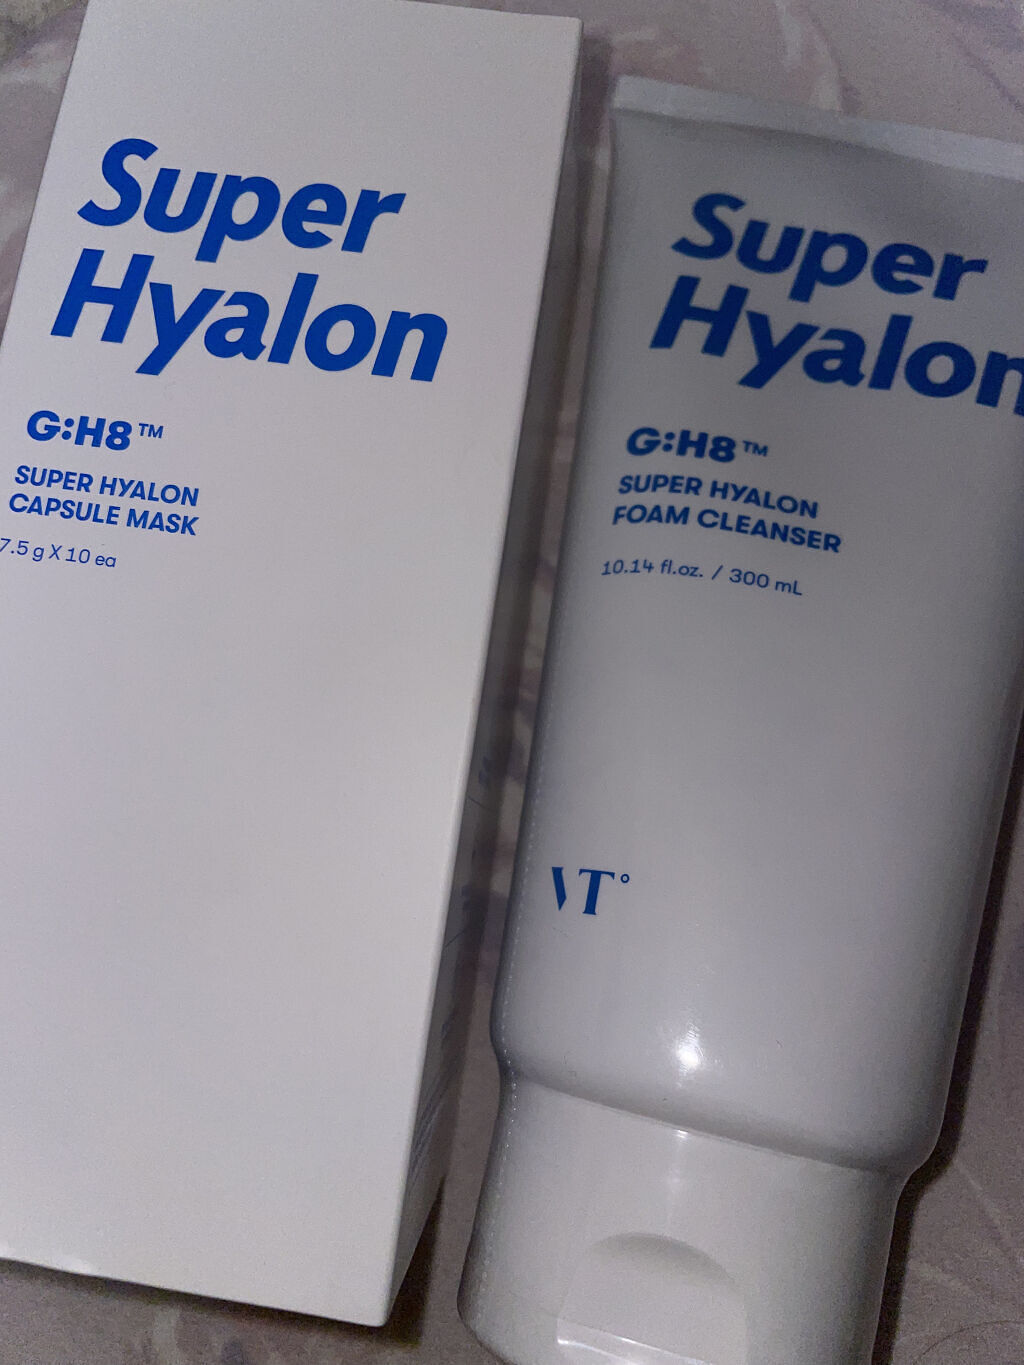 Super
Hyalon
G:H8™
SUPER HYALON
CAPSULE MASK
7.5 g X 10 ea
Super
Hyalon
G:H8™
SUPER HYALON
FOAM CLEANSER
10.14 fl.oz. / 300 mL
VT°